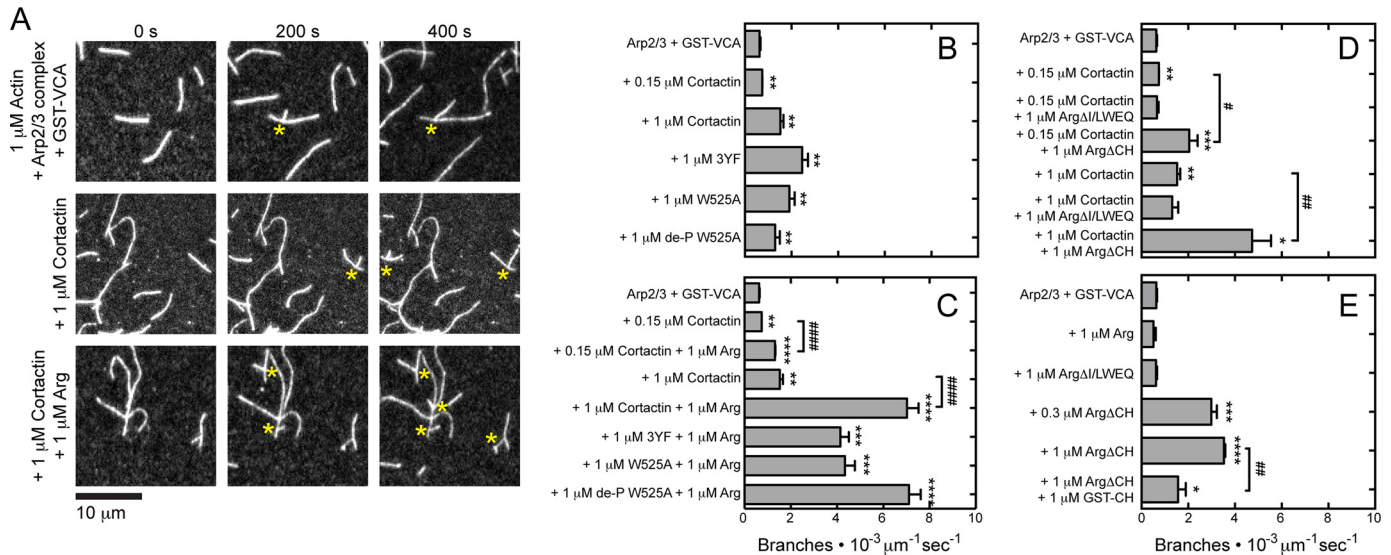 A
0 s 200 s 400 s
1 μM Actin
+ Arp2/3 complex
+ GST-VCA
+ 1 μM Cortactin
+ 1 μM Cortactin
+ 1 μM Arg
10 μm
B
Arp2/3 + GST-VCA
+ 0.15 μM Cortactin
**
+ 1 μM Cortactin
**
+ 1 μM 3YF
**
+ 1 μM W525A
**
+ 1 μM de-P W525A
**
C
Arp2/3 + GST-VCA
+ 0.15 μM Cortactin
**
####
+ 0.15 μM Cortactin + 1 μM Arg
****
+ 1 μM Cortactin
**
####
+ 1 μM Cortactin + 1 μM Arg
****
+ 1 μM 3YF + 1 μM Arg
***
+ 1 μM W525A + 1 μM Arg
***
+ 1 μM de-P W525A + 1 μM Arg
****
0 2 4 6 8 10
Branches • 10⁻³ μm⁻¹sec⁻¹
D
Arp2/3 + GST-VCA
+ 0.15 μM Cortactin
**
#
+ 0.15 μM Cortactin
+ 1 μM ArgΔI/LWEQ
+ 0.15 μM Cortactin
+ 1 μM ArgΔCH
***
+ 1 μM Cortactin
**
##
+ 1 μM Cortactin
+ 1 μM ArgΔI/LWEQ
+ 1 μM Cortactin
+ 1 μM ArgΔCH
*
E
Arp2/3 + GST-VCA
+ 1 μM Arg
+ 1 μM ArgΔI/LWEQ
+ 0.3 μM ArgΔCH
***
+ 1 μM ArgΔCH
****
##
+ 1 μM ArgΔCH
+ 1 μM GST-CH
*
0 2 4 6 8 10
Branches • 10⁻³ μm⁻¹sec⁻¹